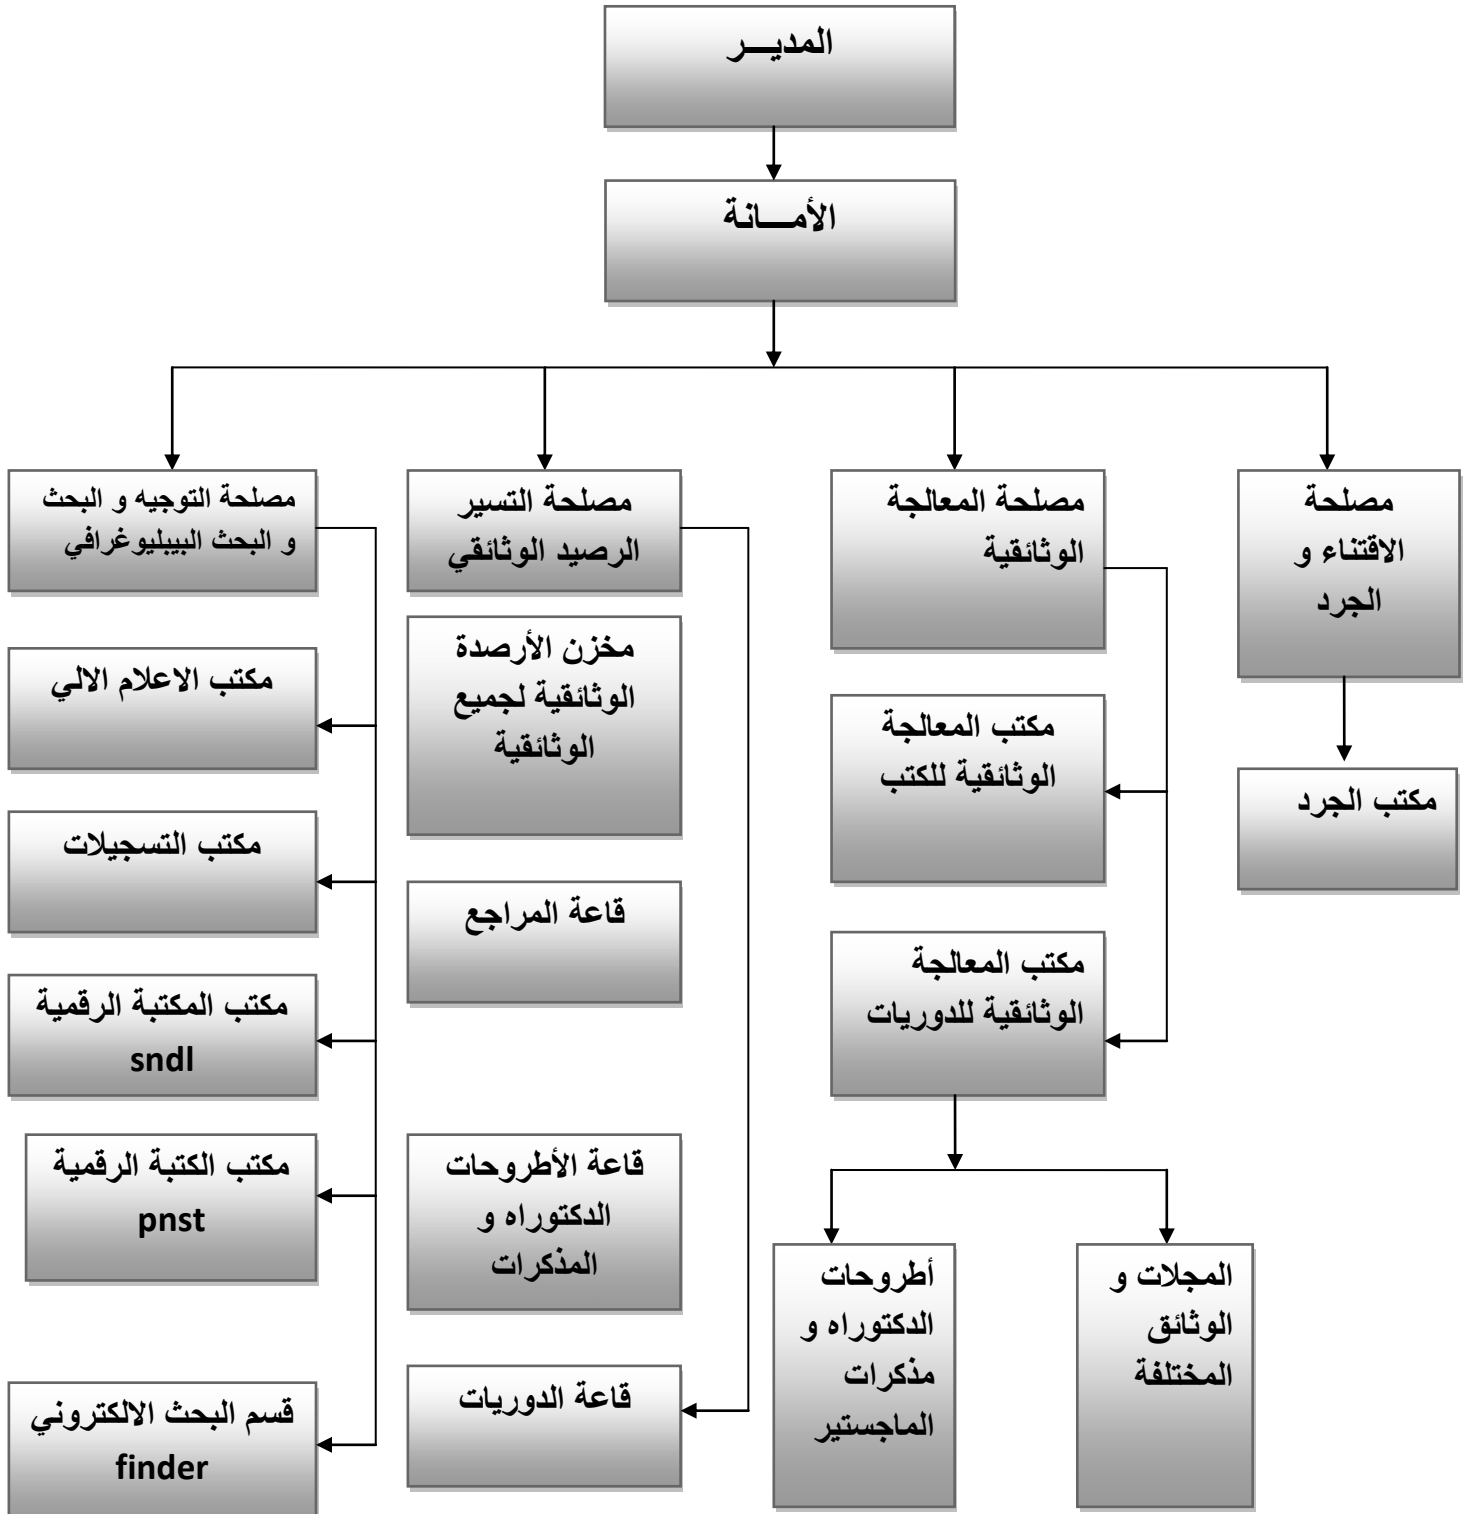 المديـــر
الأمـــانة
مصلحة
الاقتناء و
الجرد
مكتب الجرد
مصلحة المعالجة
الوثائقية
مكتب المعالجة
الوثائقية للكتب
مكتب المعالجة
الوثائقية للدوريات
المجلات و
الوثائق
المختلفة
أطروحات
الدكتوراه و
مذكرات
الماجستير
مصلحة التسير
الرصيد الوثائقي
مخزن الأرصدة
الوثائقية لجميع
الوثائقية
قاعة المراجع
قاعة الأطروحات
الدكتوراه و
المذكرات
قاعة الدوريات
مصلحة التوجيه و البحث
و البحث البيبليوغرافي
مكتب الاعلام الالي
مكتب التسجيلات
مكتب المكتبة الرقمية
sndl
مكتب الكتبة الرقمية
pnst
قسم البحث الالكتروني
finder